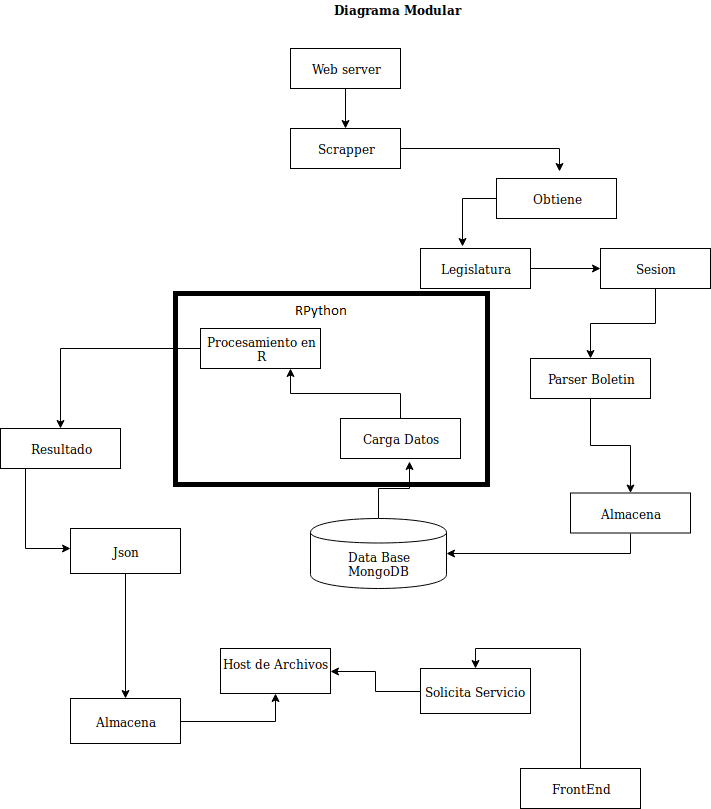 Diagrama Modular
Web server
Scrapper
Obtiene
Legislatura
Sesion
RPython
Procesamiento en
R
Parser Boletin
Carga Datos
Resultado
Almacena
Data Base
MongoDB
Json
Host de Archivos
Solicita Servicio
Almacena
FrontEnd